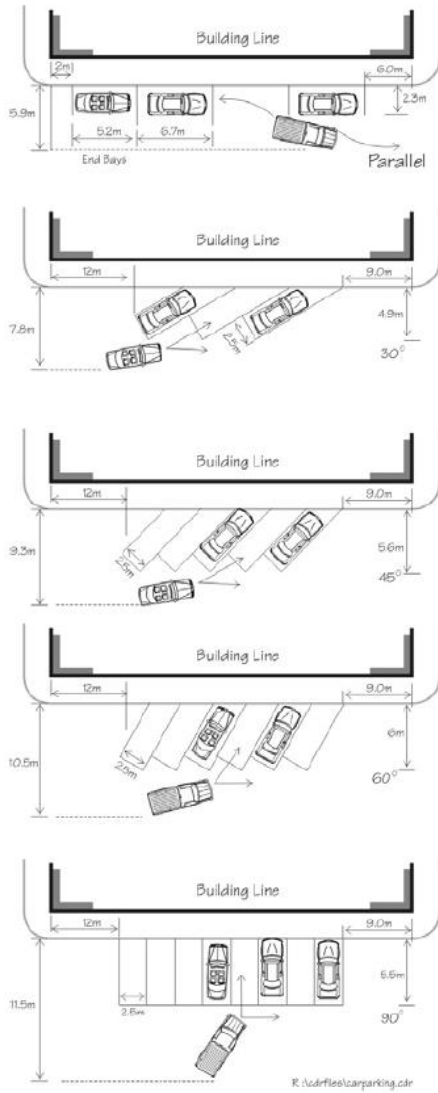 Building Line
2m
6.0m
5.9m
2.3m
5.2m
6.7m
End Bays
Parallel
Building Line
12m
9.0m
7.8m
4.9m
2.5m
30°
Building Line
12m
9.0m
9.3m
5.6m
2.5m
45°
Building Line
12m
9.0m
10.5m
6m
2.5m
60°
Building Line
12m
9.0m
11.5m
5.5m
2.5m
90°
R:\cdrfiles\carparking.cdr